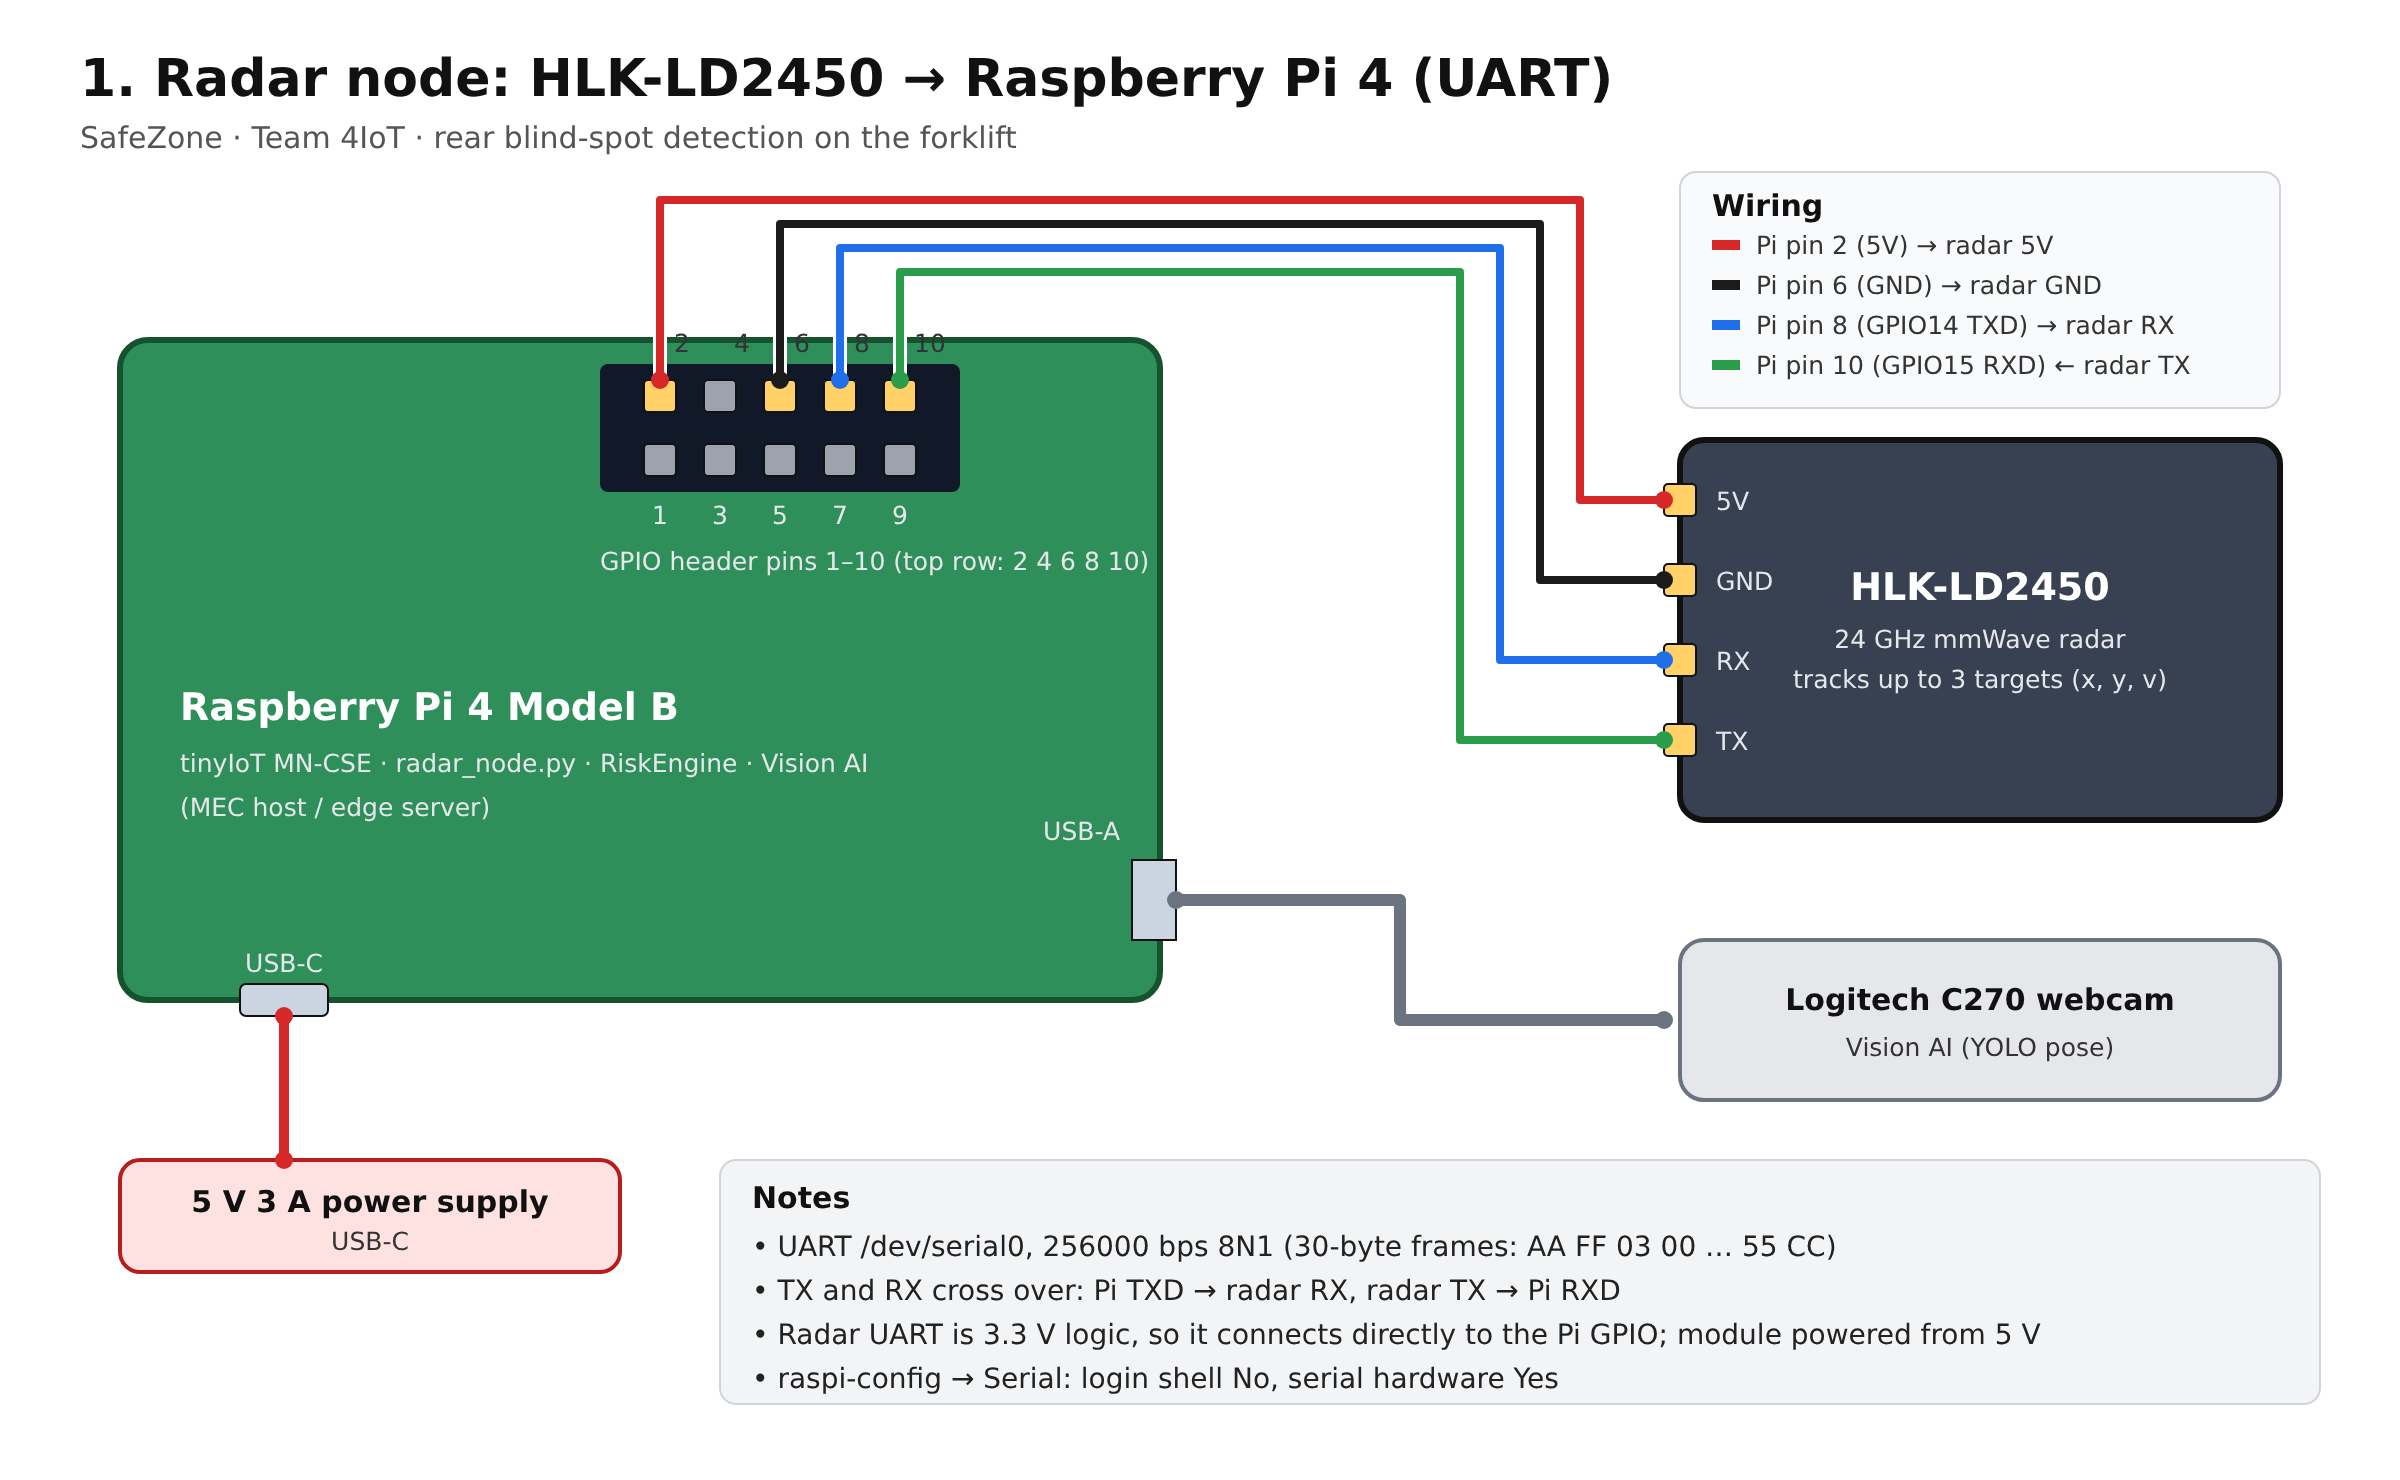 1. Radar node: HLK-LD2450 → Raspberry Pi 4 (UART)
SafeZone · Team 4IoT · rear blind-spot detection on the forklift
Wiring
Pi pin 2 (5V) → radar 5V
Pi pin 6 (GND) → radar GND
Pi pin 8 (GPIO14 TXD) → radar RX
Pi pin 10 (GPIO15 RXD) ← radar TX
2 4 6 8 10
1 3 5 7 9
GPIO header pins 1–10 (top row: 2 4 6 8 10)
5V
GND
RX
TX
HLK-LD2450
24 GHz mmWave radar
tracks up to 3 targets (x, y, v)
Raspberry Pi 4 Model B
tinyIoT MN-CSE · radar_node.py · RiskEngine · Vision AI
(MEC host / edge server)
USB-A
USB-C
Logitech C270 webcam
Vision AI (YOLO pose)
5 V 3 A power supply
USB-C
Notes
• UART /dev/serial0, 256000 bps 8N1 (30-byte frames: AA FF 03 00 … 55 CC)
• TX and RX cross over: Pi TXD → radar RX, radar TX → Pi RXD
• Radar UART is 3.3 V logic, so it connects directly to the Pi GPIO; module powered from 5 V
• raspi-config → Serial: login shell No, serial hardware Yes